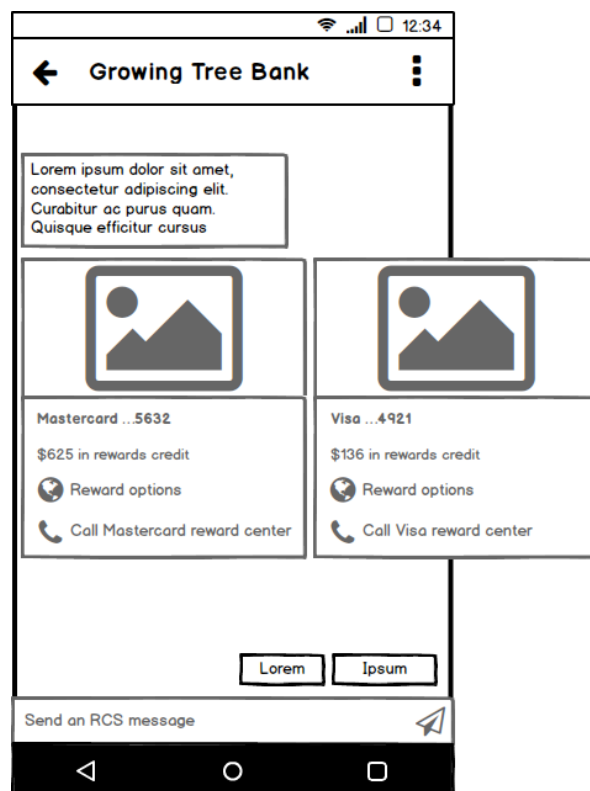 12:34
Growing Tree Bank
Lorem ipsum dolor sit amet,
consectetur adipiscing elit.
Curabitur ac purus quam.
Quisque efficitur cursus
Mastercard ...5632
$625 in rewards credit
Reward options
Call Mastercard reward center
Visa ...4921
$136 in rewards credit
Reward options
Call Visa reward center
Lorem
Ipsum
Send an RCS message